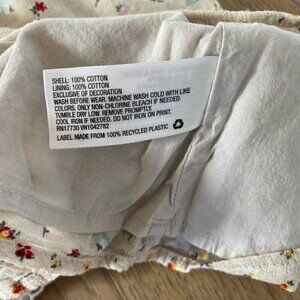 SHELL: 100% COTTON
LINING: 100% COTTON
EXCLUSIVE OF DECORATION
WASH BEFORE WEAR. MACHINE WASH COLD WITH LIKE
COLORS. ONLY NON-CHLORINE BLEACH IF NEEDED.
TUMBLE DRY LOW. REMOVE PROMPTLY.
COOL IRON IF NEEDED. DO NOT IRON ON PRINT.
RN17730 VN1042782
LABEL MADE FROM 100% RECYCLED PLASTIC